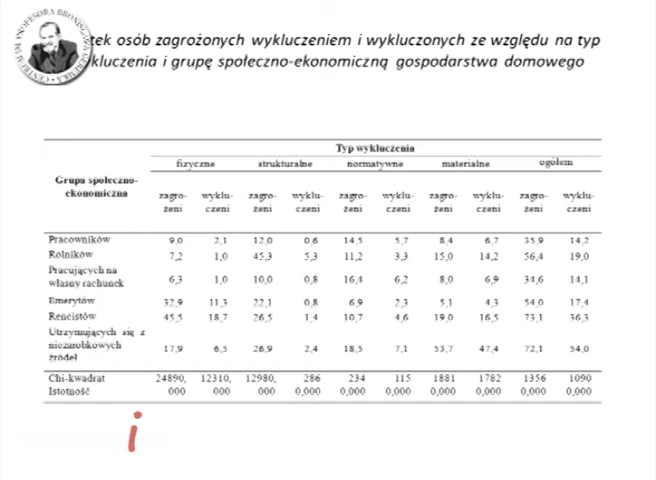 tek osób zagrożonych wykluczeniem i wykluczonych ze względu na typ
kluczenia i grupę społeczno-ekonomiczną gospodarstwa domowego
Typ wykluczenia
fizyczne strukturalne normatywne materialne ogółem
Grupa społeczno-
ekonomiczna
zagro- wyklu- zagro- wyklu- zagro- wyklu- zagro- wyklu- zagro- wyklu-
żeni czeni żeni czeni żeni czeni żeni czeni żeni czeni
Pracowników 9,0 2,1 12,0 0,6 14,5 5,7 8,4 6,7 35,9 14,2
Rolników 7,2 1,0 45,3 5,3 11,2 3,3 15,0 14,2 56,4 19,0
Pracujących na
własny rachunek 6,3 1,0 10,0 0,8 16,4 6,2 8,0 6,9 34,6 14,1
Emerytów 32,9 11,3 22,1 0,8 6,9 2,3 5,1 4,3 54,0 17,4
Rencistów 45,5 18,7 26,5 1,4 10,7 4,6 19,0 16,5 73,1 36,3
Utrzymujących się z
niezarobkowych
źródeł 17,9 6,5 26,9 2,4 18,5 7,1 53,7 47,4 72,1 54,0
Chi-kwadrat 24890, 12310, 12980, 286 234 115 1881 1782 1356 1090
Istotność 000 000 000 0,000 0,000 0,000 0,000 0,000 0,000 0,000
i